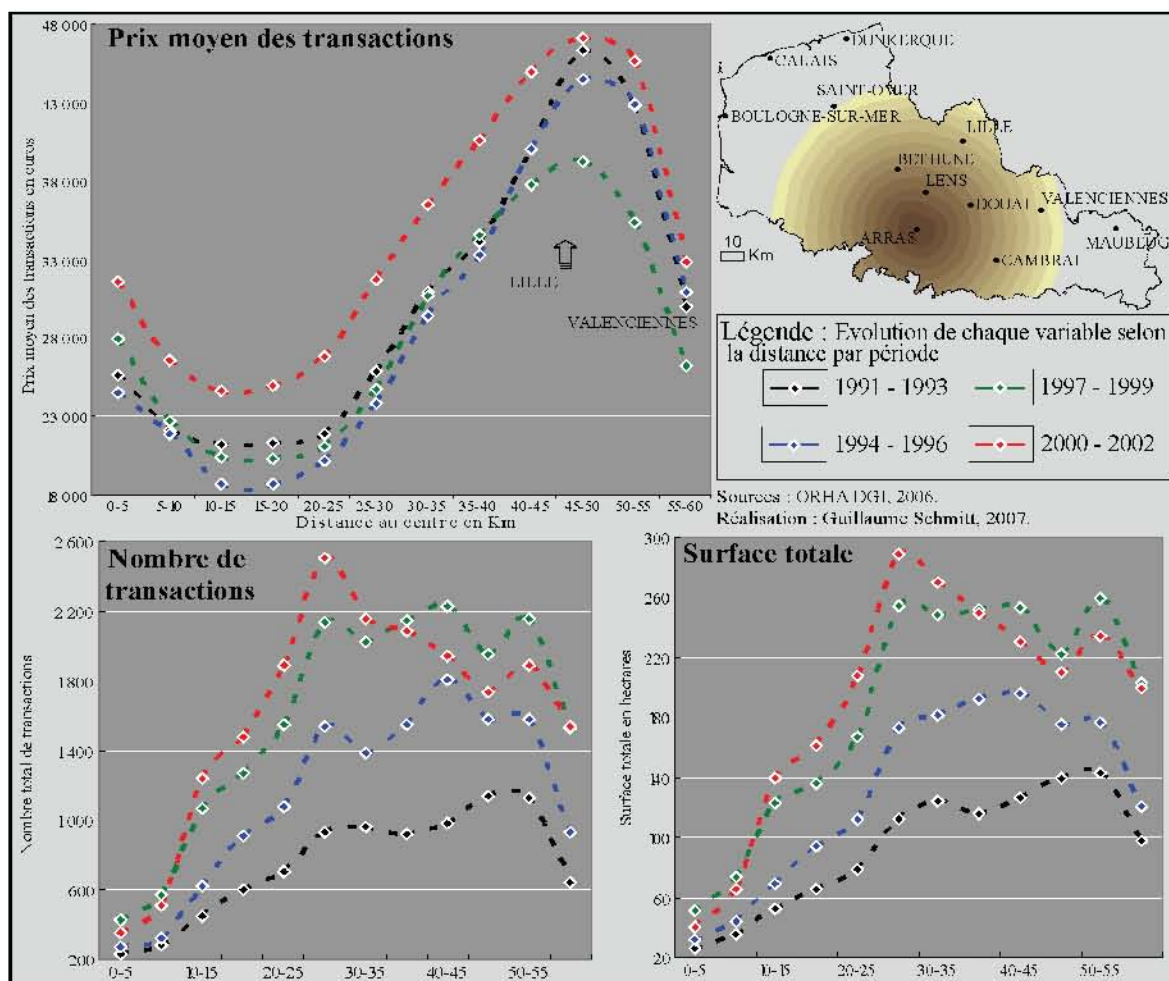 Prix moyen des transactions
Prix moyen des transactions en euros
48 000
43 000
38 000
33 000
28 000
23 000
18 000
0-5 5-10 10-15 15-20 20-25 25-30 30-35 35-40 40-45 45-50 50-55 55-60
Distance au centre en Km
LILLE
VALENCIENNES
DUNKERQUE
CALAIS
SAINT-OMER
BOULOGNE-SUR-MER
LILLE
BETHUNE
LENS
DOUAI
VALENCIENNES
ARRAS
MAUBEUG
CAMBRAI
10
Km
Légende : Evolution de chaque variable selon
la distance par période
1991 - 1993
1997 - 1999
1994 - 1996
2000 - 2002
Sources : ORHA DGI, 2006.
Réalisation : Guillaume Schmitt, 2007.
Nombre de
transactions
Nombre total de transactions
2 600
2 200
1800
1400
1000
600
200
0-5 10-15 20-25 30-35 40-45 50-55
Surface totale
Surface totale en hectares
300
260
220
180
140
100
60
20
0-5 10-15 20-25 30-35 40-45 50-55